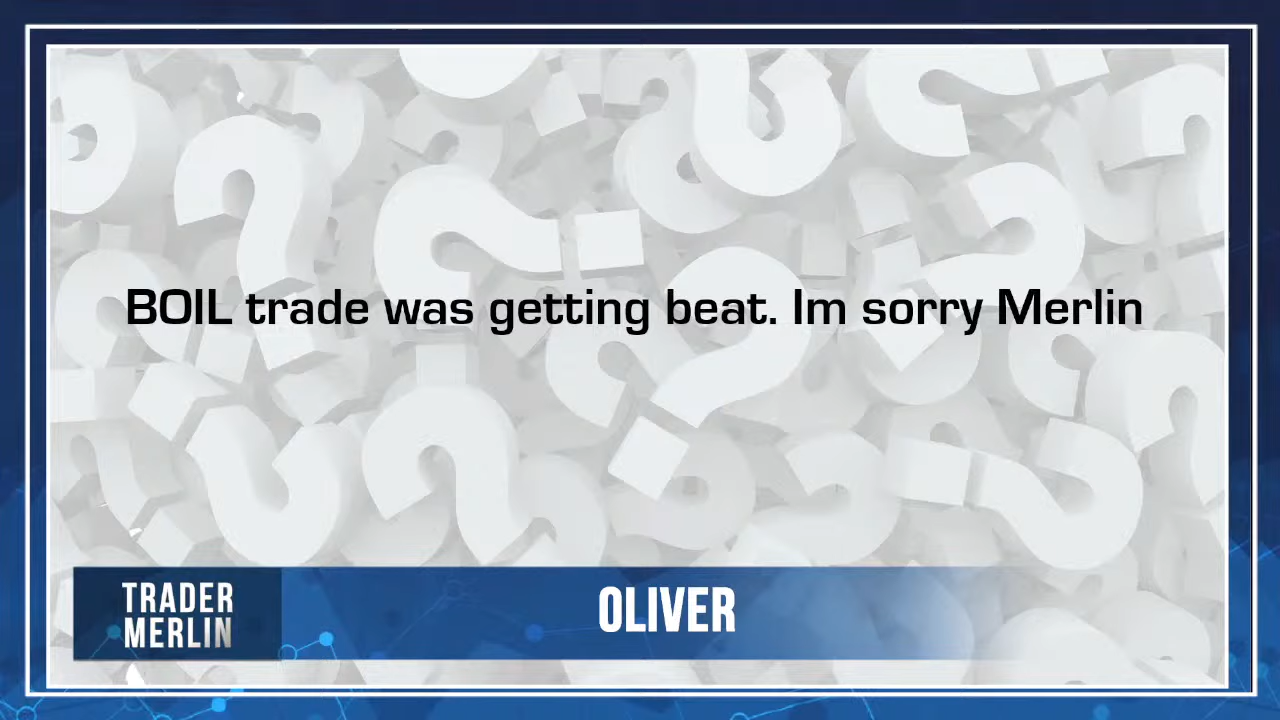 BOIL trade was getting beat. Im sorry Merlin
TRADER
MERLIN
OLIVER